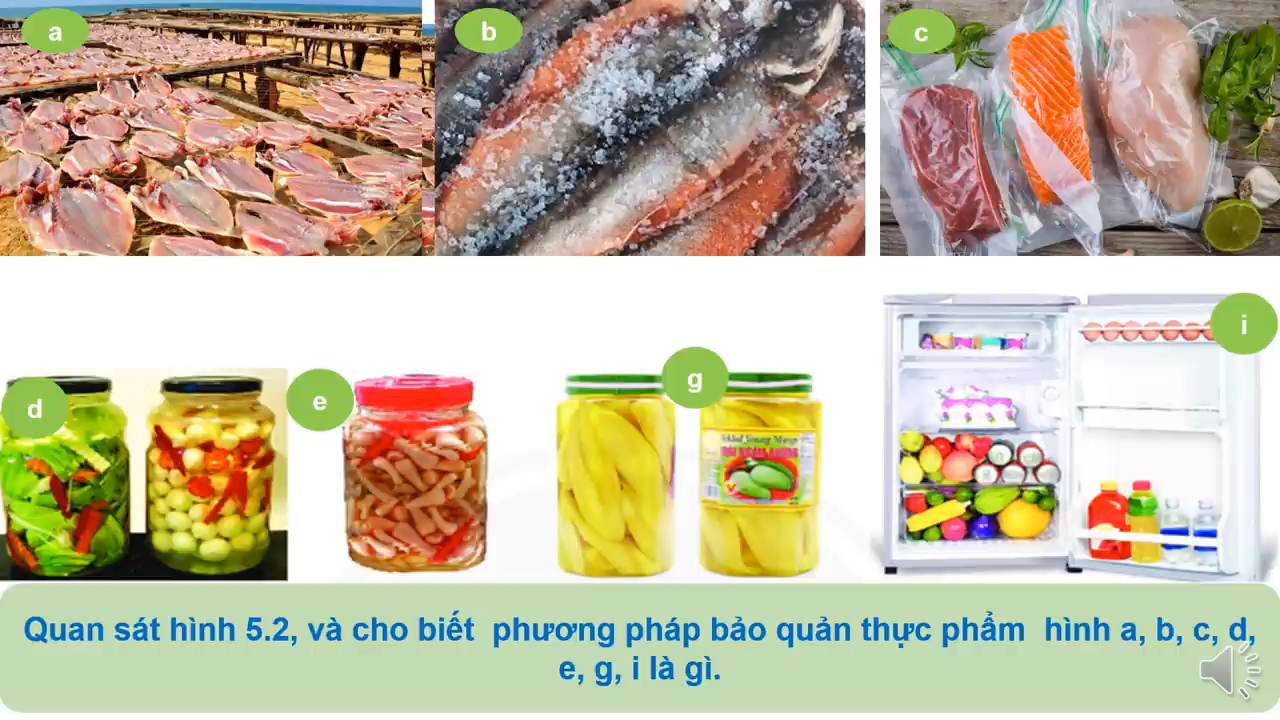 a
b
c
d
e
g
i
Quan sát hình 5.2, và cho biết phương pháp bảo quản thực phẩm hình a, b, c, d,
e, g, i là gì.